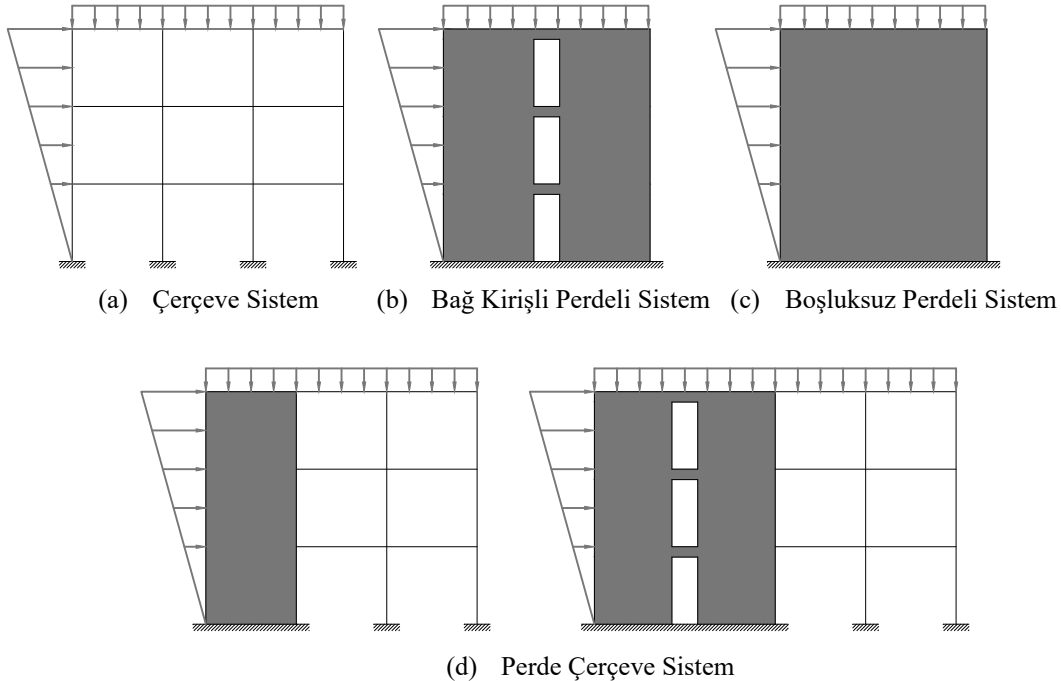 (a) Çerçeve Sistem
(b) Bağ Kirişli Perdeli Sistem
(c) Boşluksuz Perdeli Sistem
(d) Perde Çerçeve Sistem